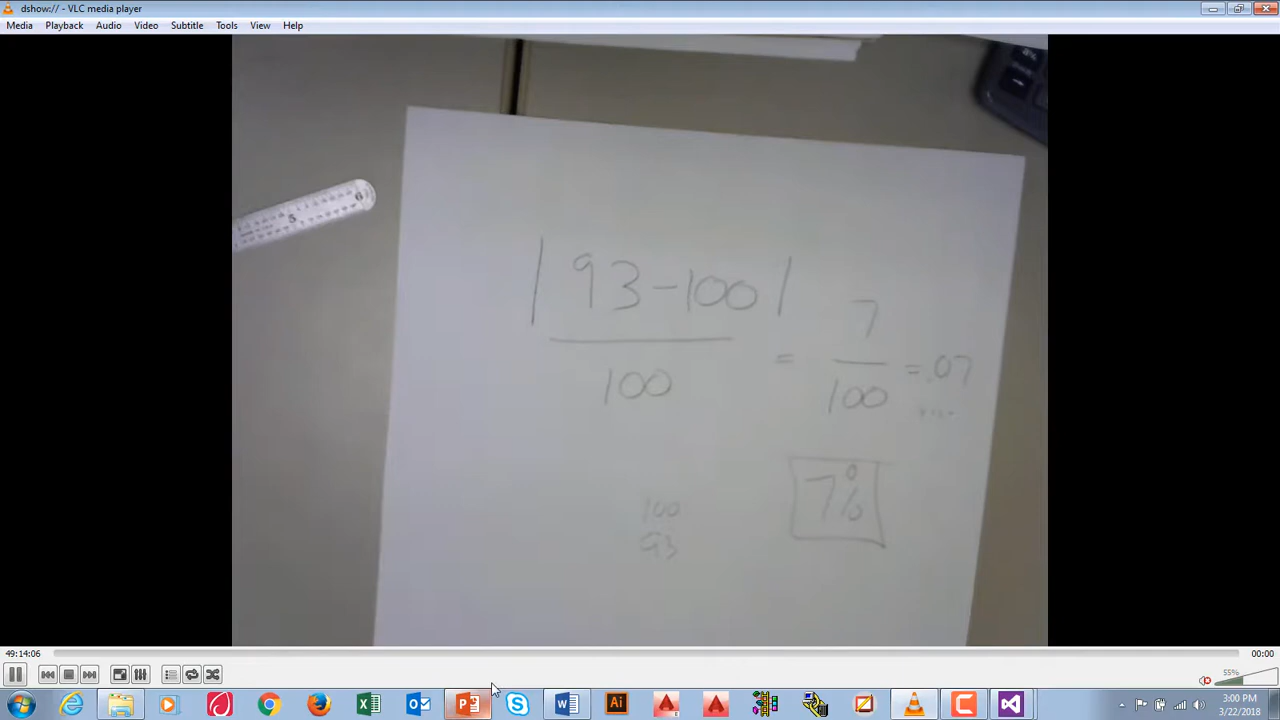 dshow:// - VLC media player
Media Playback Audio Video Subtitle Tools View Help
| 93-100 |
100
= 7
100
= .07
7%
100
93
49:14:06
00:00
55%
3:00 PM
3/22/2018